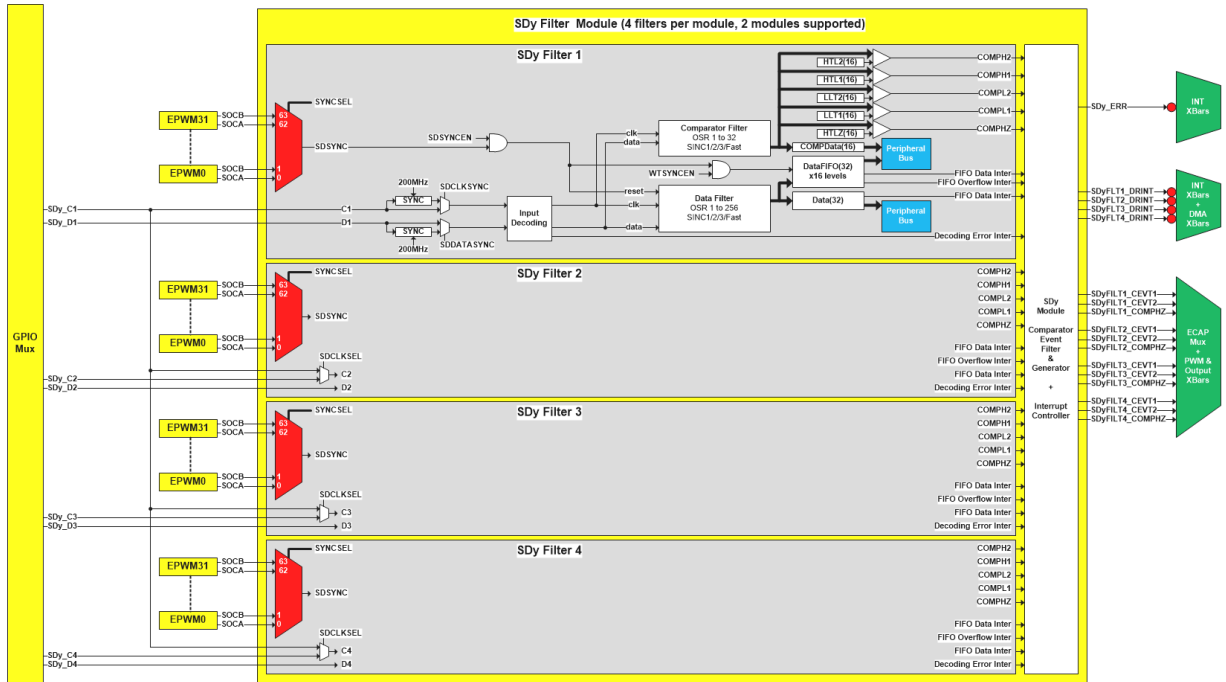 SDy Filter Module (4 filters per module, 2 modules supported)
GPIO
Mux
SDy_C1
SDy_D1
SDy_C2
SDy_D2
SDy_C3
SDy_D3
SDy_C4
SDy_D4
SDy Filter 1
EPWM31
EPWM0
SOCB
SOCA
SOCB
SOCA
63
62
1
0
SYNCSEL
SDSYNC
SDSYNCEN
200MHz
SYNC
SDCLKSYNC
C1
D1
SYNC
200MHz
SDDATASYNC
Input
Decoding
clk
data
Comparator Filter
OSR 1 to 32
SINC1/2/3/Fast
WTSYNCEN
reset
clk
data
Data Filter
OSR 1 to 256
SINC1/2/3/Fast
HTL2(16)
HTL1(16)
LLT2(16)
LLT1(16)
HTLZ(16)
COMPData(16)
DataFIFO(32)
x16 levels
Data(32)
Peripheral
Bus
Peripheral
Bus
COMPH2
COMPH1
COMPL2
COMPL1
COMPHZ
FIFO Data Inter
FIFO Overflow Inter
FIFO Data Inter
Decoding Error Inter
SDy Filter 2
EPWM31
EPWM0
SOCB
SOCA
SOCB
SOCA
63
62
1
0
SYNCSEL
SDSYNC
SDCLKSEL
C2
D2
COMPH2
COMPH1
COMPL2
COMPL1
COMPHZ
FIFO Data Inter
FIFO Overflow Inter
FIFO Data Inter
Decoding Error Inter
SDy Filter 3
EPWM31
EPWM0
SOCB
SOCA
SOCB
SOCA
63
62
1
0
SYNCSEL
SDSYNC
SDCLKSEL
C3
D3
COMPH2
COMPH1
COMPL2
COMPL1
COMPHZ
FIFO Data Inter
FIFO Overflow Inter
FIFO Data Inter
Decoding Error Inter
SDy Filter 4
EPWM31
EPWM0
SOCB
SOCA
SOCB
SOCA
63
62
1
0
SYNCSEL
SDSYNC
SDCLKSEL
C4
D4
COMPH2
COMPH1
COMPL2
COMPL1
COMPHZ
FIFO Data Inter
FIFO Overflow Inter
FIFO Data Inter
Decoding Error Inter
SDy
Module
Comparator
Event
Filter
&
Generator
+
Interrupt
Controller
SDy_ERR
INT
XBars
SDyFLT1_DRINT
SDyFLT2_DRINT
SDyFLT3_DRINT
SDyFLT4_DRINT
INT
XBars
+
DMA
XBars
SDyFILT1_CEVT1
SDyFILT1_CEVT2
SDyFILT1_COMPHZ
SDyFILT2_CEVT1
SDyFILT2_CEVT2
SDyFILT2_COMPHZ
SDyFILT3_CEVT1
SDyFILT3_CEVT2
SDyFILT3_COMPHZ
SDyFILT4_CEVT1
SDyFILT4_CEVT2
SDyFILT4_COMPHZ
ECAP
Mux
+
PWM &
Output
XBars